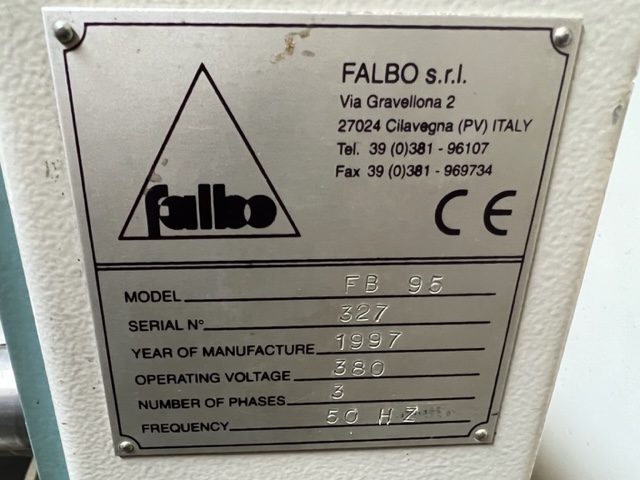 falbo
FALBO s.r.l.
Via Gravellona 2
27024 Cilavegna (PV) ITALY
Tel. 39 (0)381 - 96107
Fax 39 (0)381 - 969734
CE
MODEL FB 95
SERIAL N° 327
YEAR OF MANUFACTURE 1997
OPERATING VOLTAGE 380
NUMBER OF PHASES 3
FREQUENCY 50 HZ